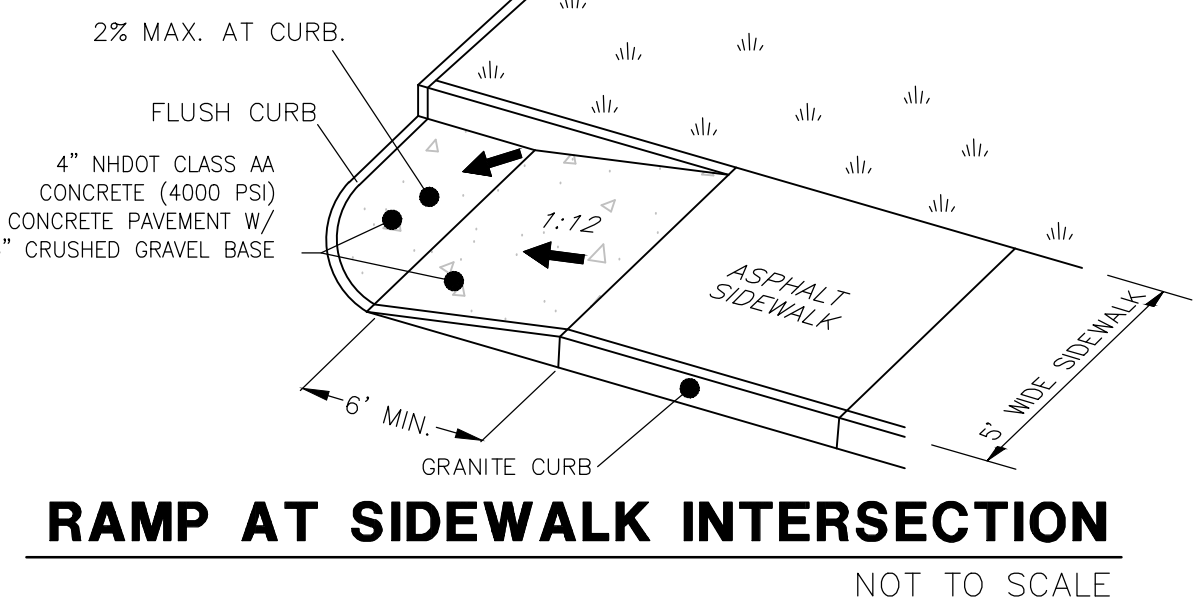 2% MAX. AT CURB.
FLUSH CURB
4" NHDOT CLASS AA
CONCRETE (4000 PSI)
CONCRETE PAVEMENT W/
" CRUSHED GRAVEL BASE
1:12
ASPHALT
SIDEWALK
5' WIDE SIDEWALK
6' MIN.
GRANITE CURB
RAMP AT SIDEWALK INTERSECTION
NOT TO SCALE